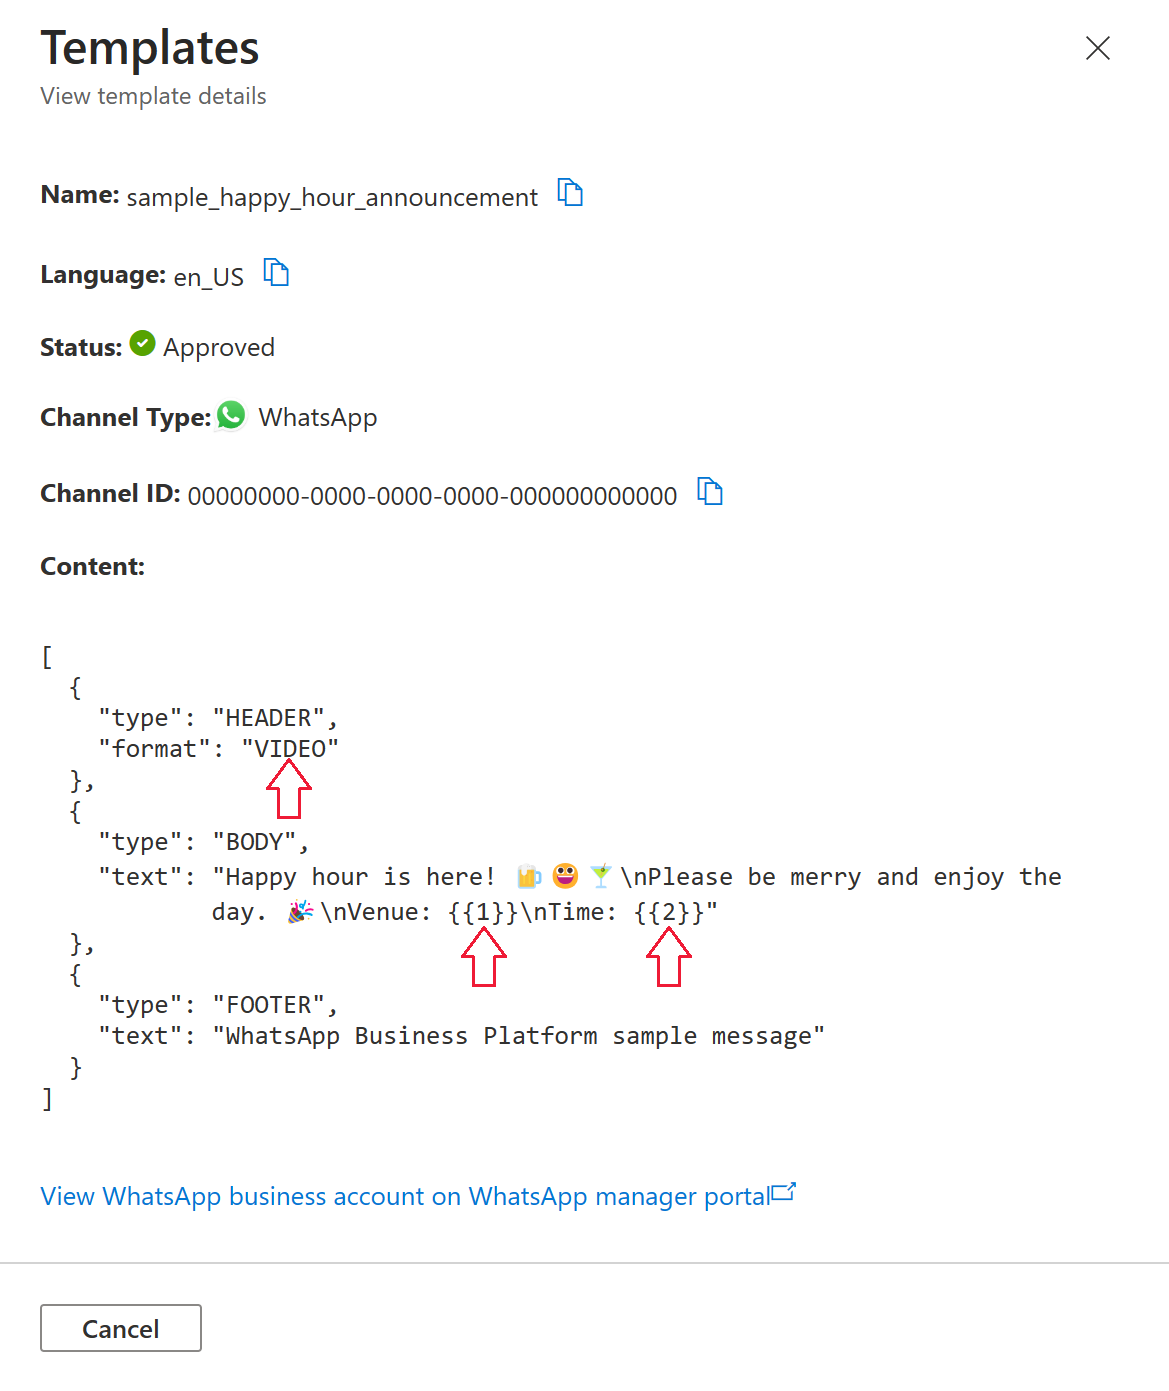 Templates
View template details
Name: sample_happy_hour_announcement
Language: en_US
Status: Approved
Channel Type: WhatsApp
Channel ID: 00000000-0000-0000-0000-000000000000
Content:
[
  {
    "type": "HEADER",
    "format": "VIDEO"
  },
  {
    "type": "BODY",
    "text": "Happy hour is here! 🍺😀🍸\nPlease be merry and enjoy the
            day. 🎉\nVenue: {{1}}\nTime: {{2}}"
  },
  {
    "type": "FOOTER",
    "text": "WhatsApp Business Platform sample message"
  }
]
View WhatsApp business account on WhatsApp manager portal
Cancel